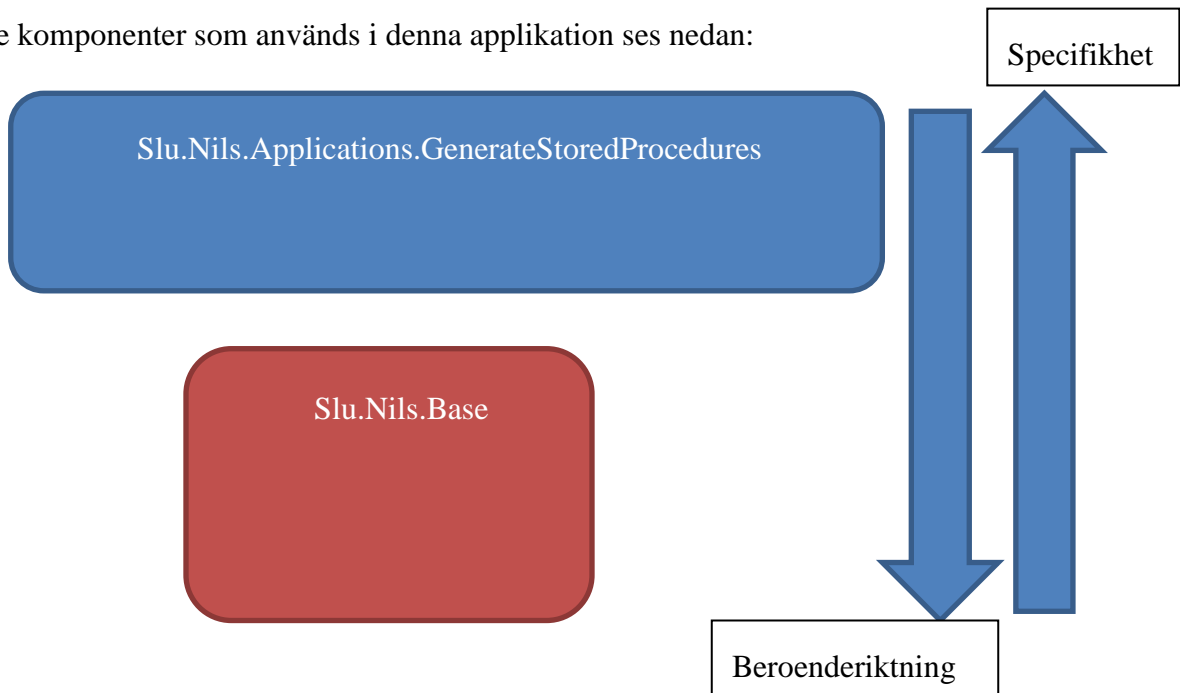 e komponenter som används i denna applikation ses nedan:
Specifikhet
Slu.Nils.Applications.GenerateStoredProcedures
Slu.Nils.Base
Beroenderiktning